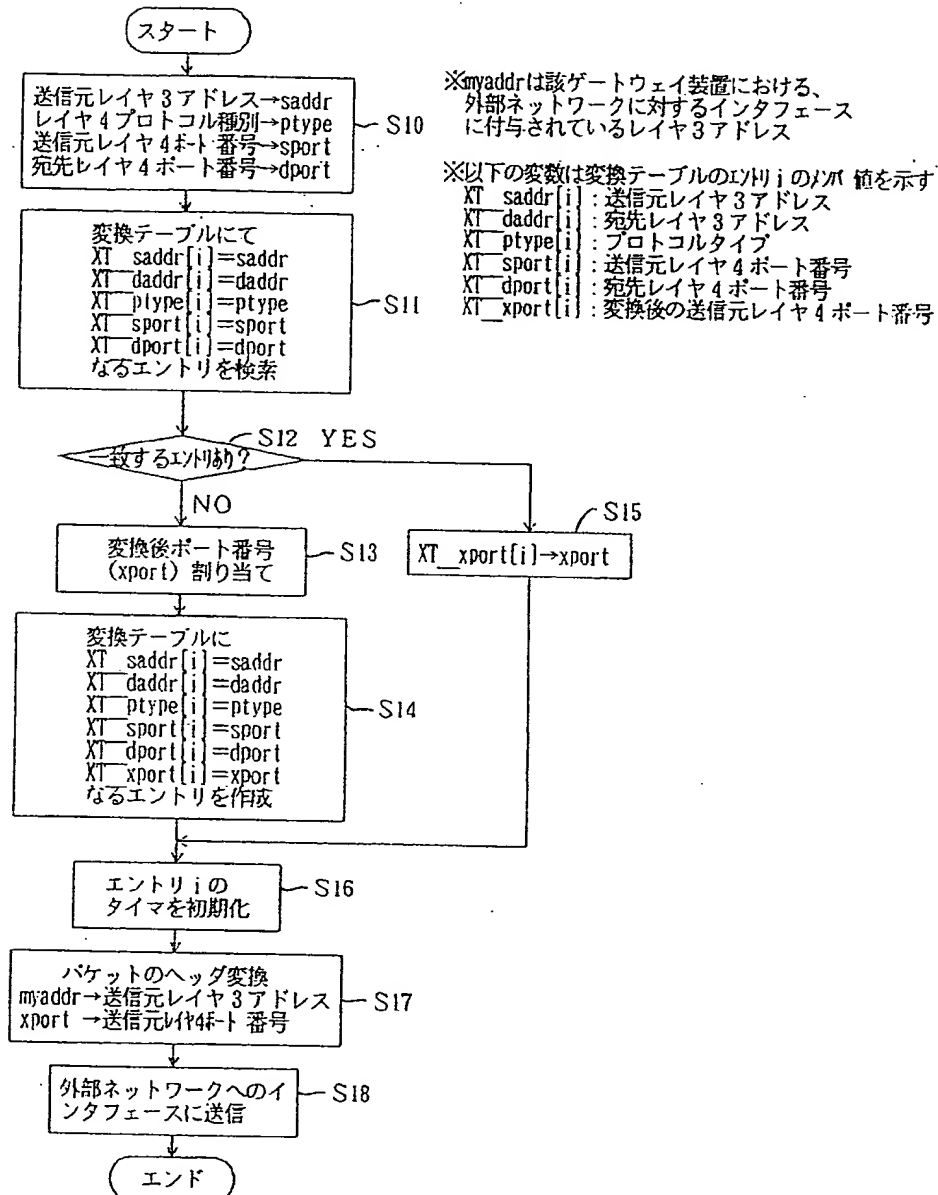 スタート
送信元レイヤ3アドレス→saddr
レイヤ4プロトコル種別→ptype
送信元レイヤ4ポート番号→sport
宛先レイヤ4ポート番号→dport
S10
※myaddrは該ゲートウェイ装置における、
外部ネットワークに対するインタフェース
に付与されているレイヤ3アドレス
※以下の変数は変換テーブルのエントリiのメンバ値を示す
XT__saddr[i]:送信元レイヤ3アドレス
XT__daddr[i]:宛先レイヤ3アドレス
XT__ptype[i]:プロトコルタイプ
XT__sport[i]:送信元レイヤ4ポート番号
XT__dport[i]:宛先レイヤ4ポート番号
XT__xport[i]:変換後の送信元レイヤ4ポート番号
変換テーブルにて
XT__saddr[i]=saddr
XT__daddr[i]=daddr
XT__ptype[i]=ptype
XT__sport[i]=sport
XT__dport[i]=dport
なるエントリを検索
S11
S12 YES
一致するエントリあり?
NO
S15
XT__xport[i]→xport
変換後ポート番号
(xport)割り当て
S13
変換テーブルに
XT__saddr[i]=saddr
XT__daddr[i]=daddr
XT__ptype[i]=ptype
XT__sport[i]=sport
XT__dport[i]=dport
XT__xport[i]=xport
なるエントリを作成
S14
エントリiの
タイマを初期化
S16
パケットのヘッダ変換
myaddr→送信元レイヤ3アドレス
xport →送信元レイヤ4ポート番号
S17
外部ネットワークへのイ
ンタフェースに送信
S18
エンド